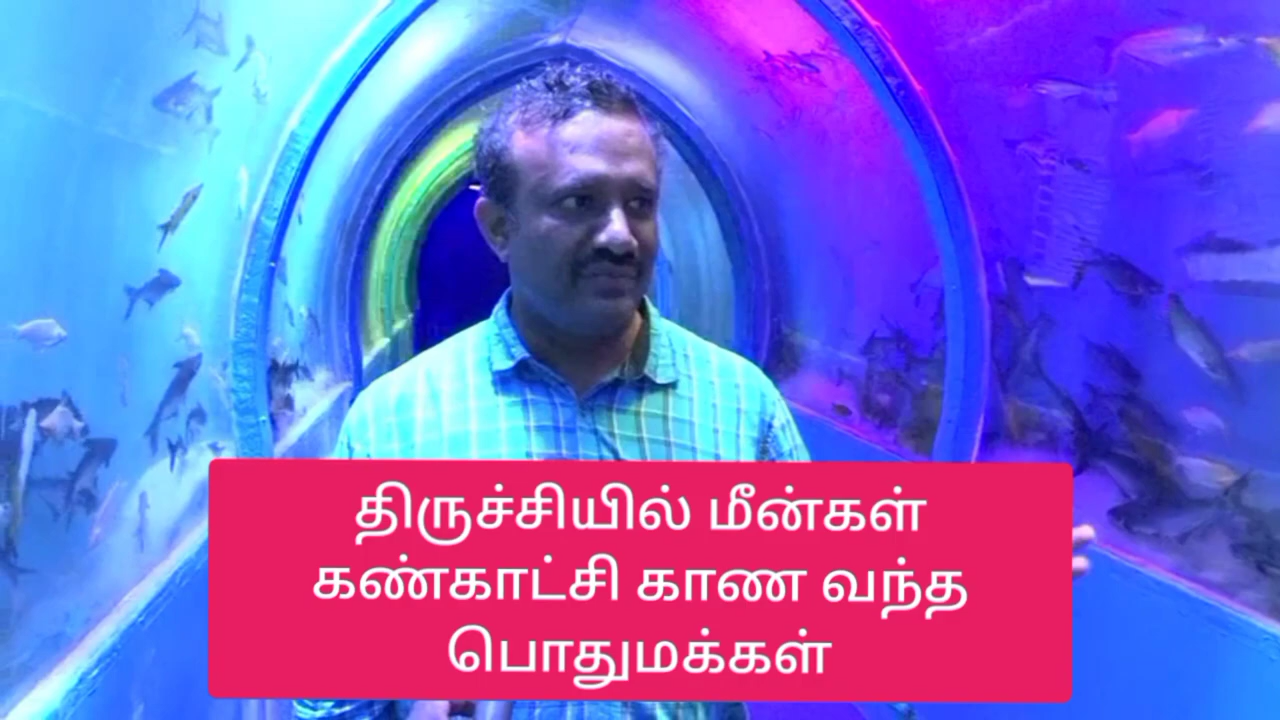 திருச்சியில் மீன்கள்
கண்காட்சி காண வந்த
பொதுமக்கள்